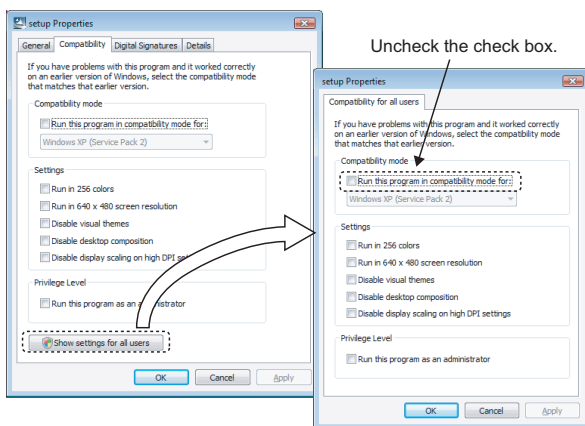 setup Properties
General Compatibility Digital Signatures Details
If you have problems with this program and it worked correctly
on an earlier version of Windows, select the compatibility mode
that matches that earlier version.
Compatibility mode
Run this program in compatibility mode for:
Windows XP (Service Pack 2)
Settings
Run in 256 colors
Run in 640 x 480 screen resolution
Disable visual themes
Disable desktop composition
Disable display scaling on high DPI set
Privilege Level
Run this program as an administrator
Show settings for all users
OK Cancel Apply
Uncheck the check box.
setup Properties
Compatibility for all users
If you have problems with this program and it worked correctly
on an earlier version of Windows, select the compatibility mode
that matches that earlier version.
Compatibility mode
Run this program in compatibility mode for:
Windows XP (Service Pack 2)
Settings
Run in 256 colors
Run in 640 x 480 screen resolution
Disable visual themes
Disable desktop composition
Disable display scaling on high DPI settings
Privilege Level
Run this program as an administrator
OK Cancel Apply